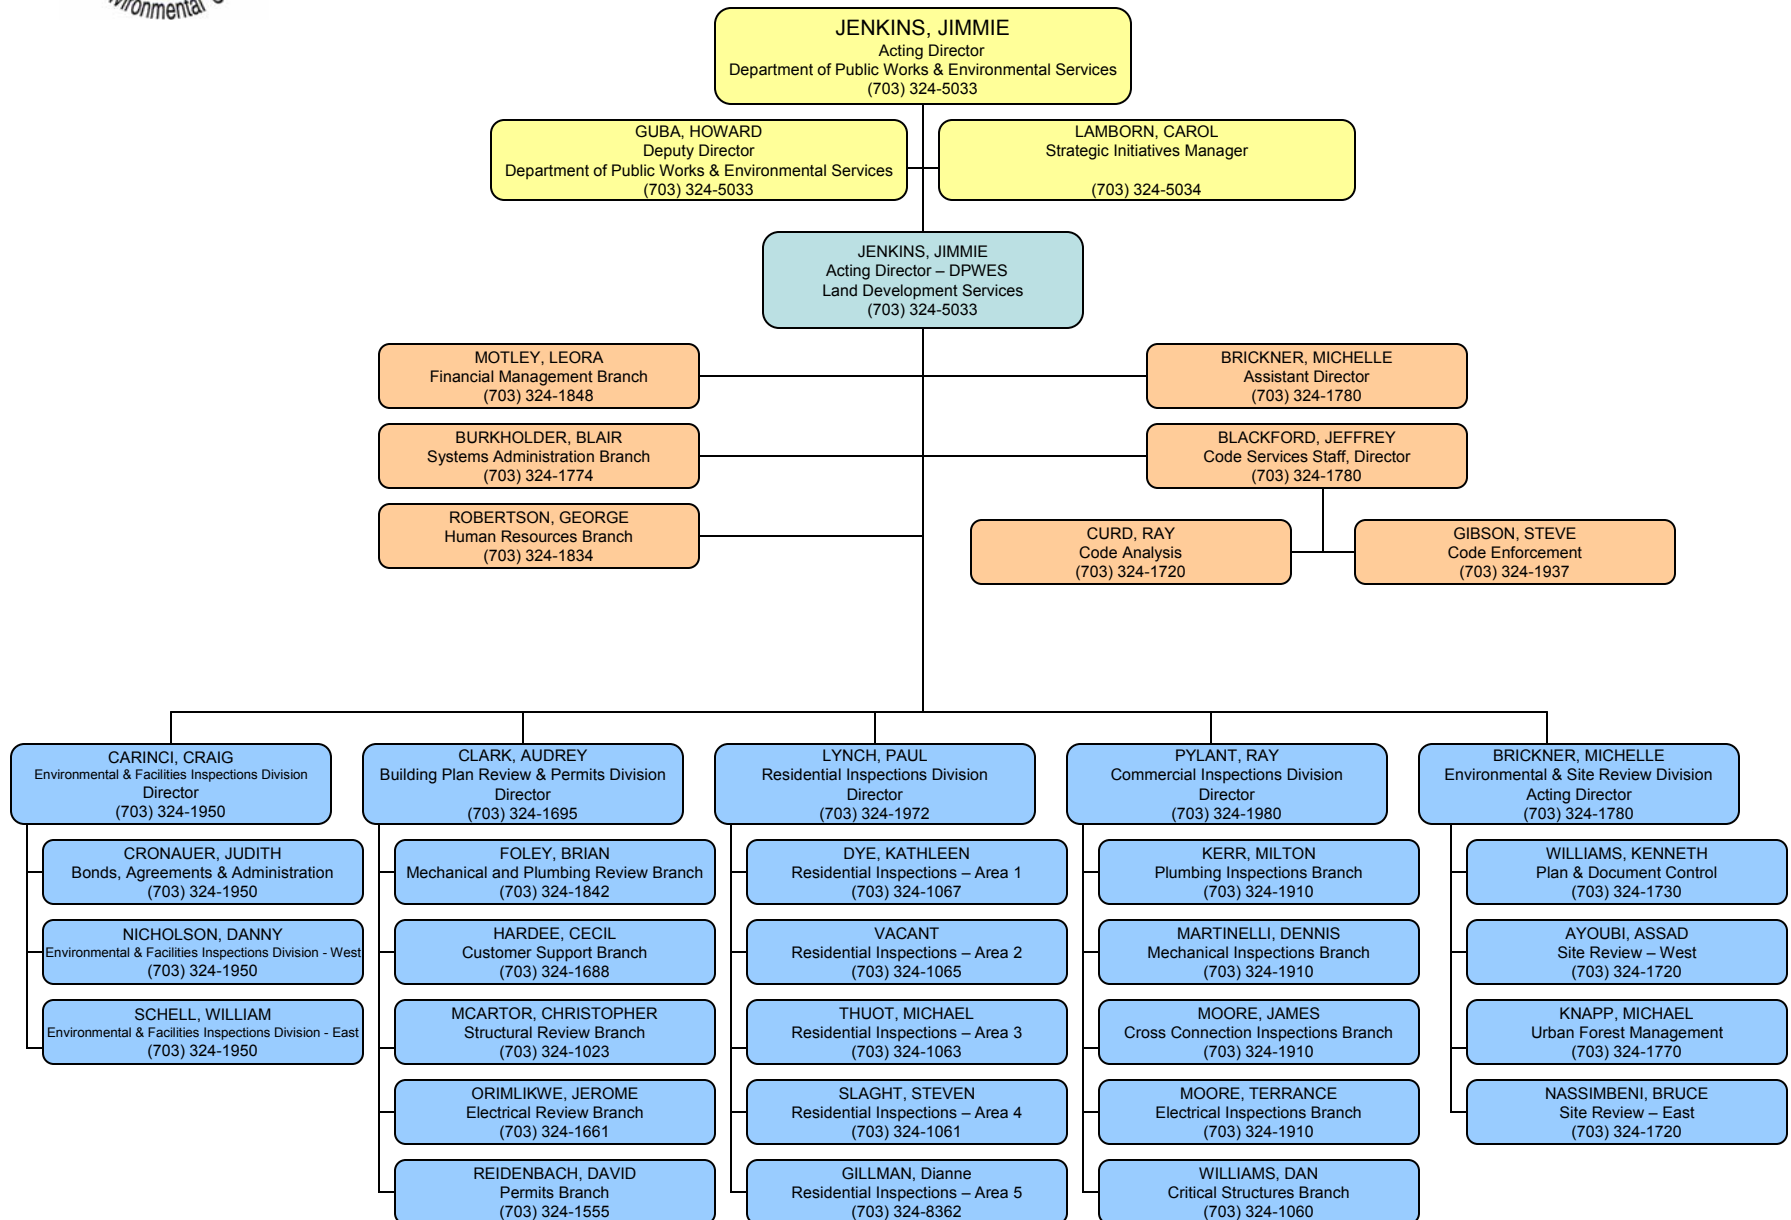 Environmental
JENKINS, JIMMIE
Acting Director
Department of Public Works & Environmental Services
(703) 324-5033
GUBA, HOWARD
Deputy Director
Department of Public Works & Environmental Services
(703) 324-5033
LAMBORN, CAROL
Strategic Initiatives Manager
(703) 324-5034
JENKINS, JIMMIE
Acting Director – DPWES
Land Development Services
(703) 324-5033
MOTLEY, LEORA
Financial Management Branch
(703) 324-1848
BRICKNER, MICHELLE
Assistant Director
(703) 324-1780
BURKHOLDER, BLAIR
Systems Administration Branch
(703) 324-1774
BLACKFORD, JEFFREY
Code Services Staff, Director
(703) 324-1780
ROBERTSON, GEORGE
Human Resources Branch
(703) 324-1834
CURD, RAY
Code Analysis
(703) 324-1720
GIBSON, STEVE
Code Enforcement
(703) 324-1937
CARINCI, CRAIG
Environmental & Facilities Inspections Division
Director
(703) 324-1950
CRONAUER, JUDITH
Bonds, Agreements & Administration
(703) 324-1950
NICHOLSON, DANNY
Environmental & Facilities Inspections Division - West
(703) 324-1950
SCHELL, WILLIAM
Environmental & Facilities Inspections Division - East
(703) 324-1950
CLARK, AUDREY
Building Plan Review & Permits Division
Director
(703) 324-1695
FOLEY, BRIAN
Mechanical and Plumbing Review Branch
(703) 324-1842
HARDEE, CECIL
Customer Support Branch
(703) 324-1688
MCARTOR, CHRISTOPHER
Structural Review Branch
(703) 324-1023
ORIMLIKWE, JEROME
Electrical Review Branch
(703) 324-1661
REIDENBACH, DAVID
Permits Branch
(703) 324-1555
LYNCH, PAUL
Residential Inspections Division
Director
(703) 324-1972
DYE, KATHLEEN
Residential Inspections – Area 1
(703) 324-1067
VACANT
Residential Inspections – Area 2
(703) 324-1065
THUOT, MICHAEL
Residential Inspections – Area 3
(703) 324-1063
SLAGHT, STEVEN
Residential Inspections – Area 4
(703) 324-1061
GILLMAN, Dianne
Residential Inspections – Area 5
(703) 324-8362
PYLANT, RAY
Commercial Inspections Division
Director
(703) 324-1980
KERR, MILTON
Plumbing Inspections Branch
(703) 324-1910
MARTINELLI, DENNIS
Mechanical Inspections Branch
(703) 324-1910
MOORE, JAMES
Cross Connection Inspections Branch
(703) 324-1910
MOORE, TERRANCE
Electrical Inspections Branch
(703) 324-1910
WILLIAMS, DAN
Critical Structures Branch
(703) 324-1060
BRICKNER, MICHELLE
Environmental & Site Review Division
Acting Director
(703) 324-1780
WILLIAMS, KENNETH
Plan & Document Control
(703) 324-1730
AYOUBI, ASSAD
Site Review – West
(703) 324-1720
KNAPP, MICHAEL
Urban Forest Management
(703) 324-1770
NASSIMBENI, BRUCE
Site Review – East
(703) 324-1720